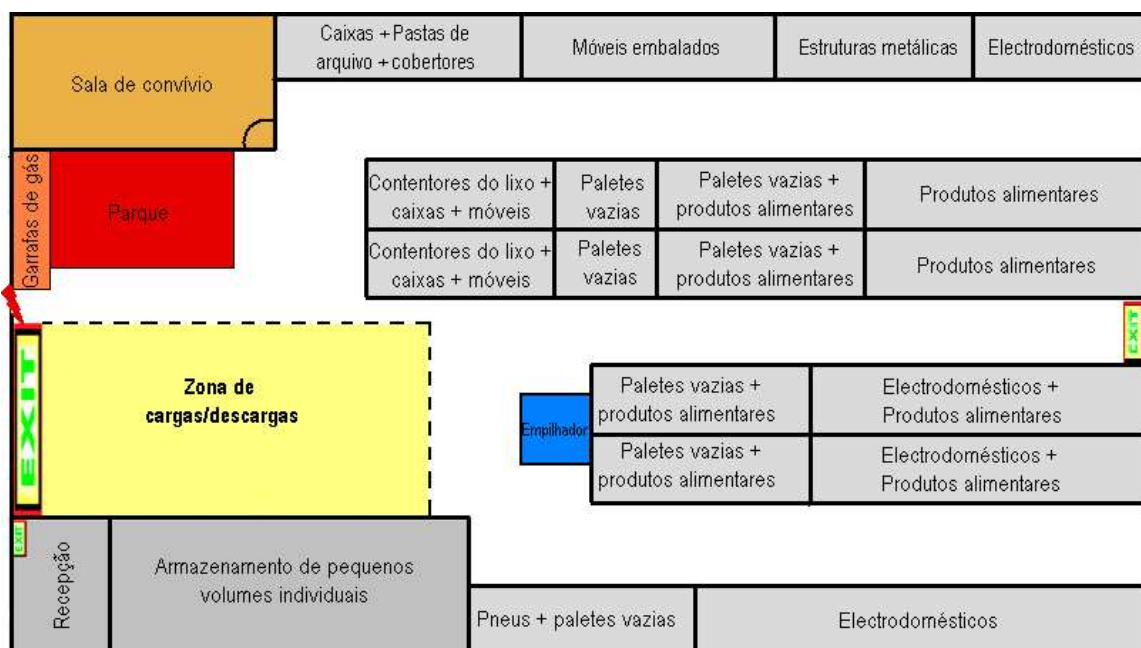 Caixas + Pastas de
arquivo + cobertores
Móveis embalados
Estruturas metálicas
Electrodomésticos
Sala de convívio
Garrafas de gás
Parque
Contentores do lixo +
caixas + móveis
Paletes
vazias
Paletes vazias +
produtos alimentares
Produtos alimentares
Contentores do lixo +
caixas + móveis
Paletes
vazias
Paletes vazias +
produtos alimentares
Produtos alimentares
EXIT
EXIT
Zona de
cargas/descargas
Empilhador
Paletes vazias +
produtos alimentares
Electrodomésticos +
Produtos alimentares
Paletes vazias +
produtos alimentares
Electrodomésticos +
Produtos alimentares
EXIT
Recepção
Armazenamento de pequenos
volumes individuais
Pneus + paletes vazias
Electrodomésticos